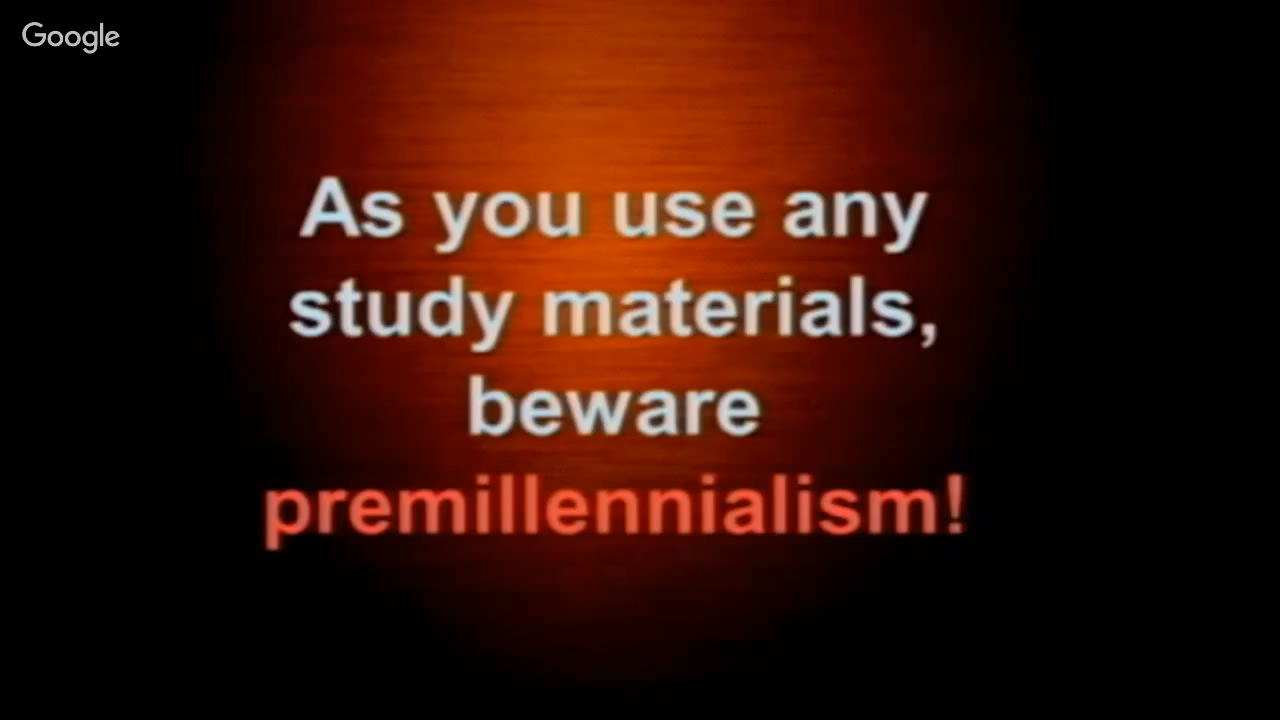 Google
As you use any
study materials,
beware
premillennialism!